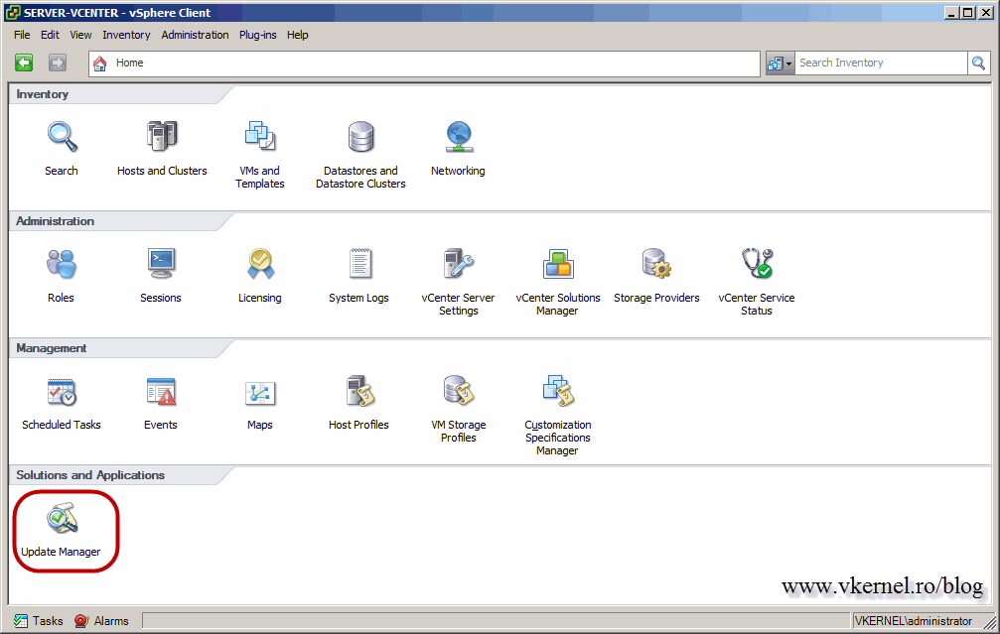 SERVER-VCENTER - vSphere Client
File Edit View Inventory Administration Plug-ins Help
Home
Search Inventory
Inventory
Search
Hosts and Clusters
VMs and
Templates
Datastores and
Datastore Clusters
Networking
Administration
Roles
Sessions
Licensing
System Logs
vCenter Server
Settings
vCenter Solutions
Manager
Storage Providers
vCenter Service
Status
Management
Scheduled Tasks
Events
Maps
Host Profiles
VM Storage
Profiles
Customization
Specifications
Manager
Solutions and Applications
Update Manager
www.vkernel.ro/blog
Tasks
Alarms
VKERNEL\administrator